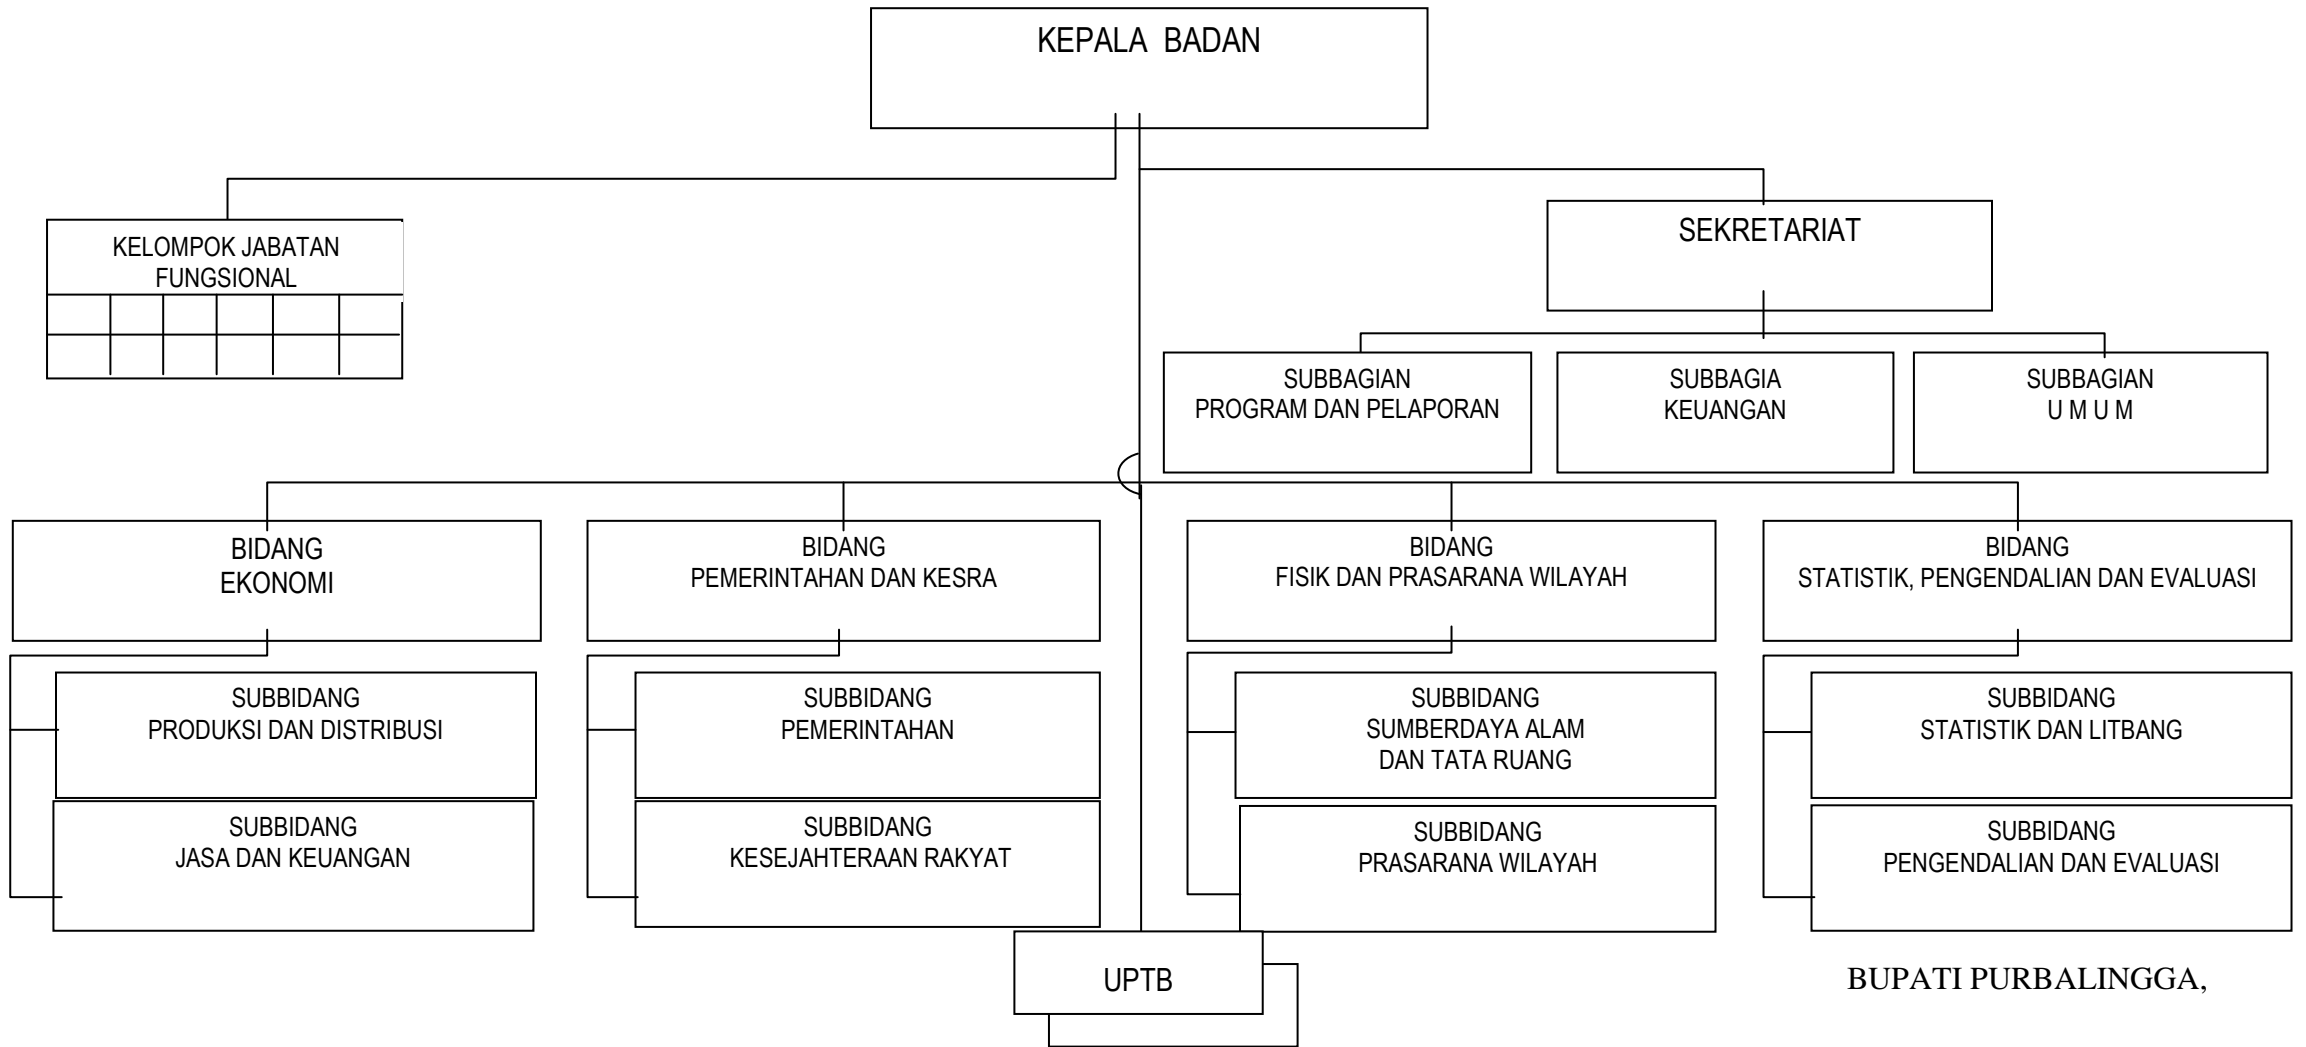 KEPALA BADAN
KELOMPOK JABATAN
FUNGSIONAL
SEKRETARIAT
SUBBAGIAN
PROGRAM DAN PELAPORAN
SUBBAGIA
KEUANGAN
SUBBAGIAN
U M U M
BIDANG
EKONOMI
BIDANG
PEMERINTAHAN DAN KESRA
BIDANG
FISIK DAN PRASARANA WILAYAH
BIDANG
STATISTIK, PENGENDALIAN DAN EVALUASI
SUBBIDANG
PRODUKSI DAN DISTRIBUSI
SUBBIDANG
PEMERINTAHAN
SUBBIDANG
SUMBERDAYA ALAM
DAN TATA RUANG
SUBBIDANG
STATISTIK DAN LITBANG
SUBBIDANG
JASA DAN KEUANGAN
SUBBIDANG
KESEJAHTERAAN RAKYAT
SUBBIDANG
PRASARANA WILAYAH
SUBBIDANG
PENGENDALIAN DAN EVALUASI
UPTB
BUPATI PURBALINGGA,